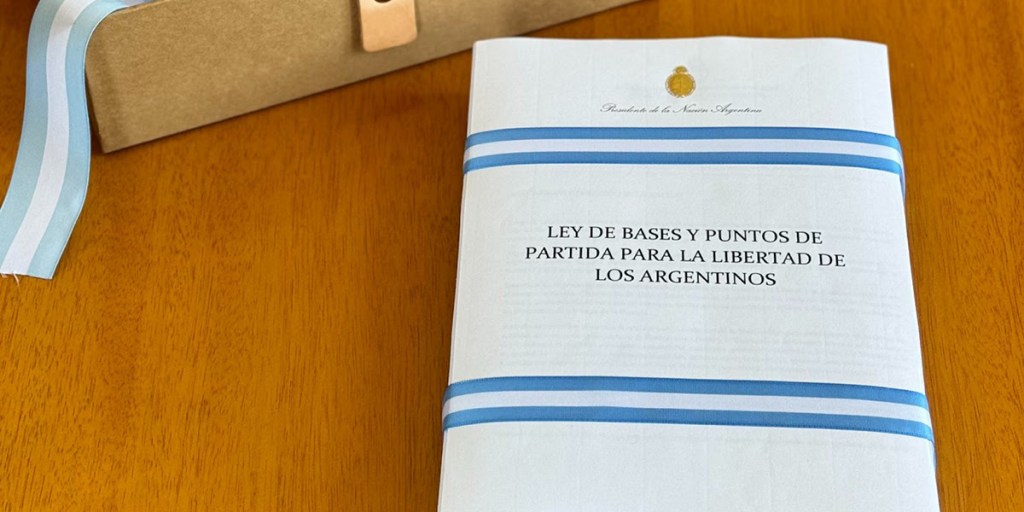 Presidente de la Nación Argentina
LEY DE BASES Y PUNTOS DE
PARTIDA PARA LA LIBERTAD DE
LOS ARGENTINOS